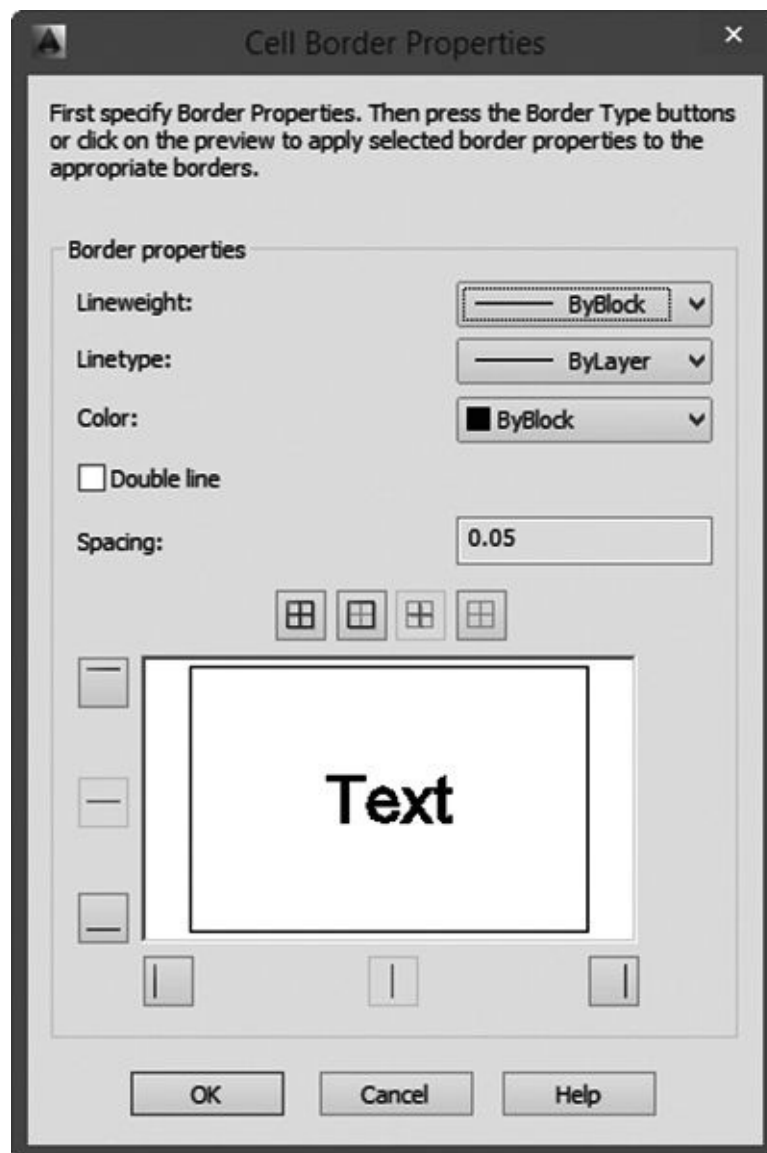 Cell Border Properties
First specify Border Properties. Then press the Border Type buttons
or click on the preview to apply selected border properties to the
appropriate borders.
Border properties
Lineweight:
ByBlock
Linetype:
ByLayer
Color:
ByBlock
Double line
Spacing:
0.05
Text
OK
Cancel
Help